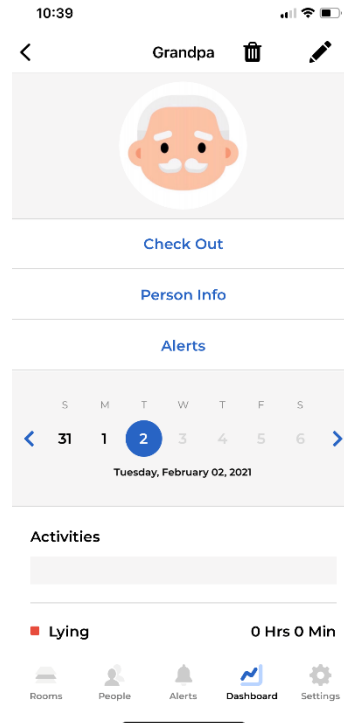 10:39
Grandpa
Check Out
Person Info
Alerts
S M T W T F S
31 1 2 3 4 5 6
Tuesday, February 02, 2021
Activities
Lying 0 Hrs 0 Min
Rooms People Alerts Dashboard Settings